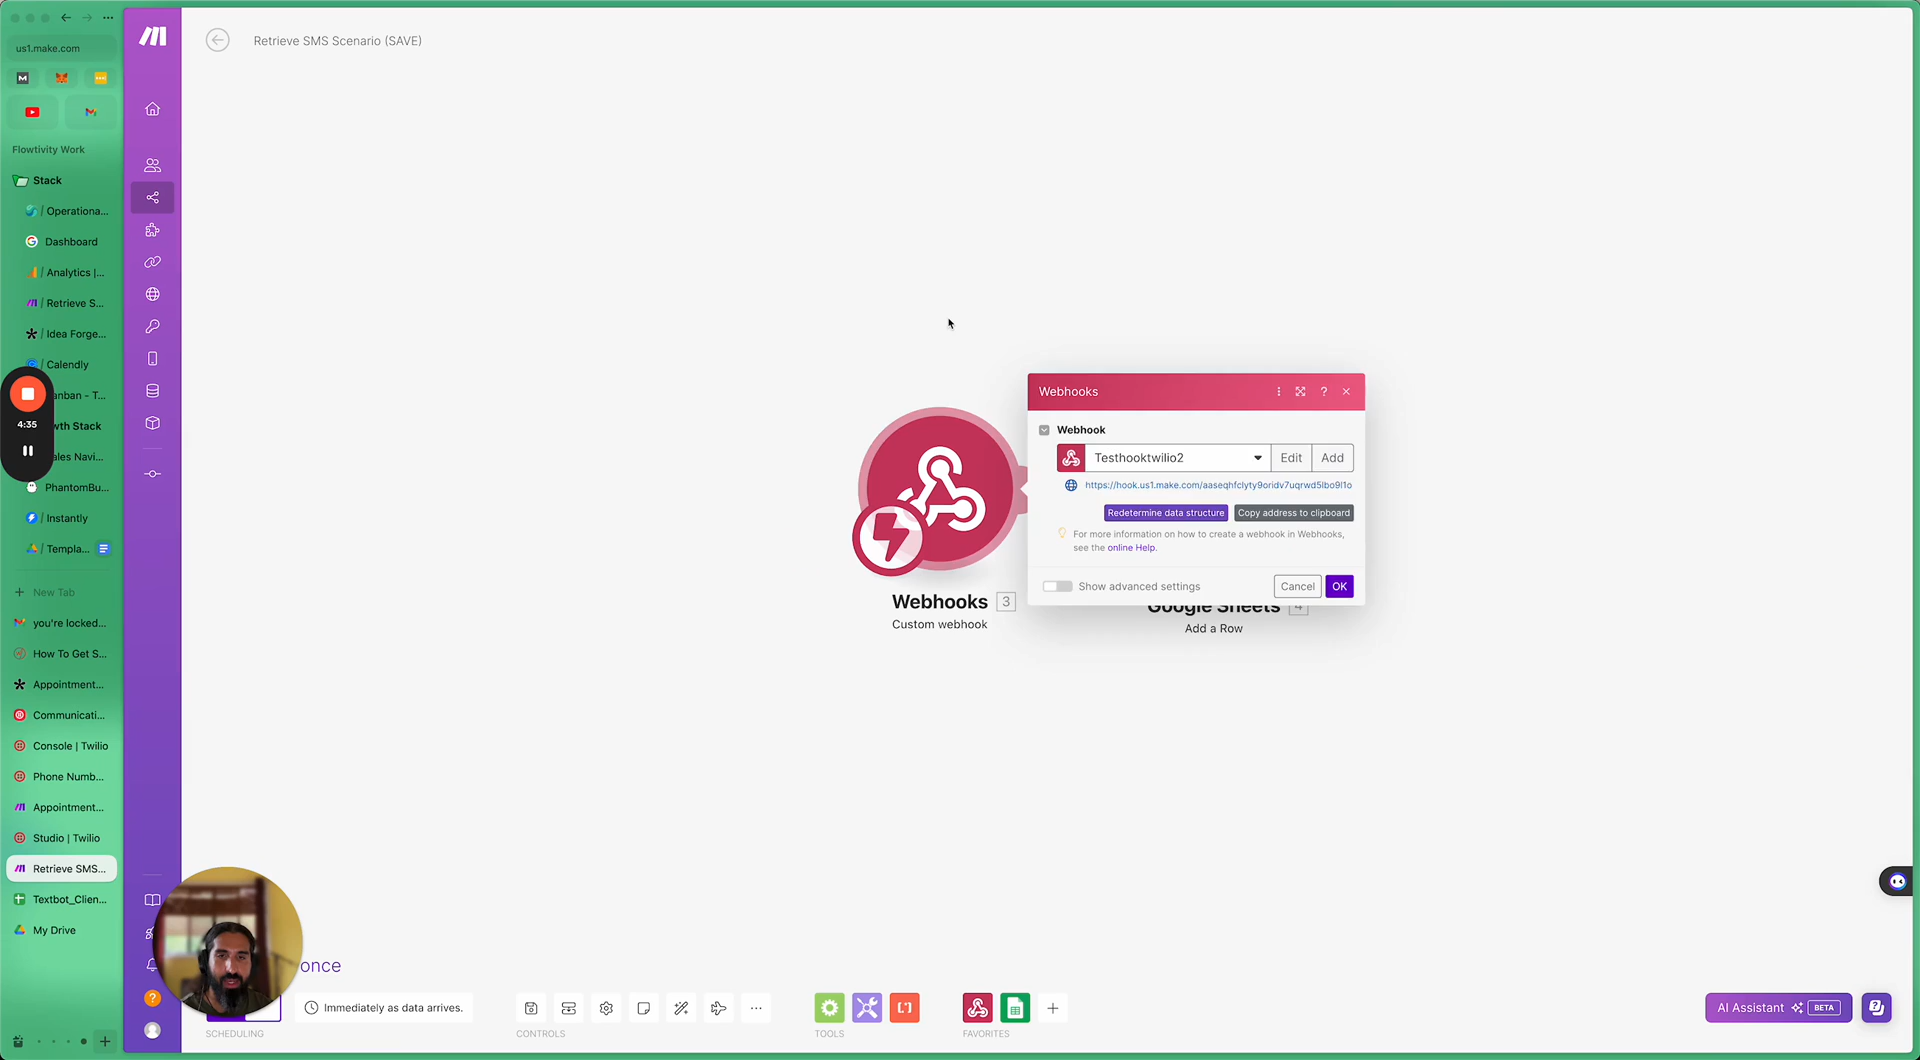 us1.make.com
Flowtivity Work
Stack
/ Operationa...
Dashboard
/ Analytics |...
/ Retrieve S...
/ Idea Forge...
/ Calendly
anban - T...
wth Stack
ales Navi...
PhantomBu...
/ Instantly
/ Templa...
New Tab
you're locked...
How To Get S...
Appointment...
Communicati...
Console | Twilio
Phone Numb...
Appointment...
Studio | Twilio
Retrieve SMS...
Textbot_Clien...
My Drive
4:35
Retrieve SMS Scenario (SAVE)
Webhooks 3
Custom webhook
Webhooks
?
Webhook
Testhooktwilio2
Edit
Add
https://hook.us1.make.com/aaseqhfclyty9oridv7uqrwd5lbo9l1o
Redetermine data structure
Copy address to clipboard
For more information on how to create a webhook in Webhooks,
see the online Help.
Show advanced settings
Cancel
OK
Google Sheets 4
Add a Row
once
Immediately as data arrives.
SCHEDULING
CONTROLS
TOOLS
FAVORITES
AI Assistant BETA